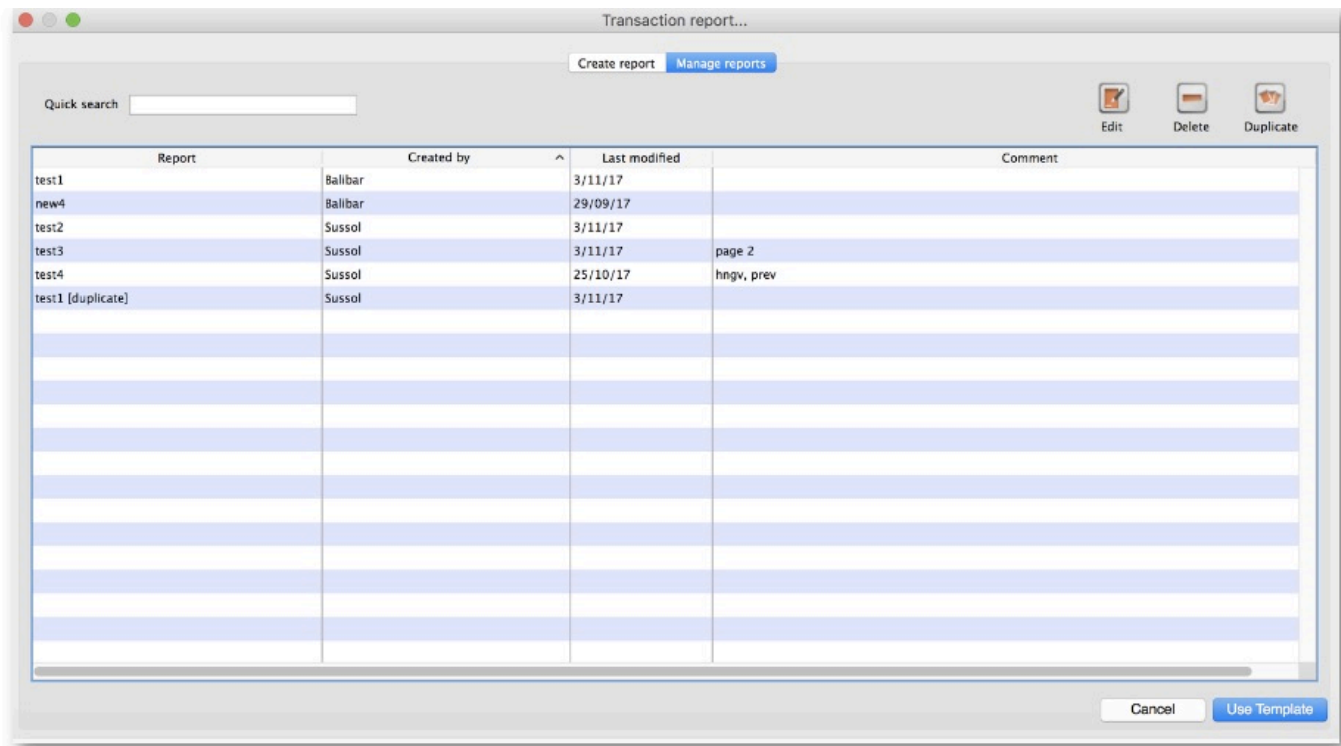 Transaction report...
Create report Manage reports
Quick search
Edit Delete Duplicate
Report Created by Last modified Comment
test1 Balibar 3/11/17
new4 Balibar 29/09/17
test2 Sussol 3/11/17
test3 Sussol 3/11/17 page 2
test4 Sussol 25/10/17 hngv, prev
test1 [duplicate] Sussol 3/11/17
Cancel Use Template